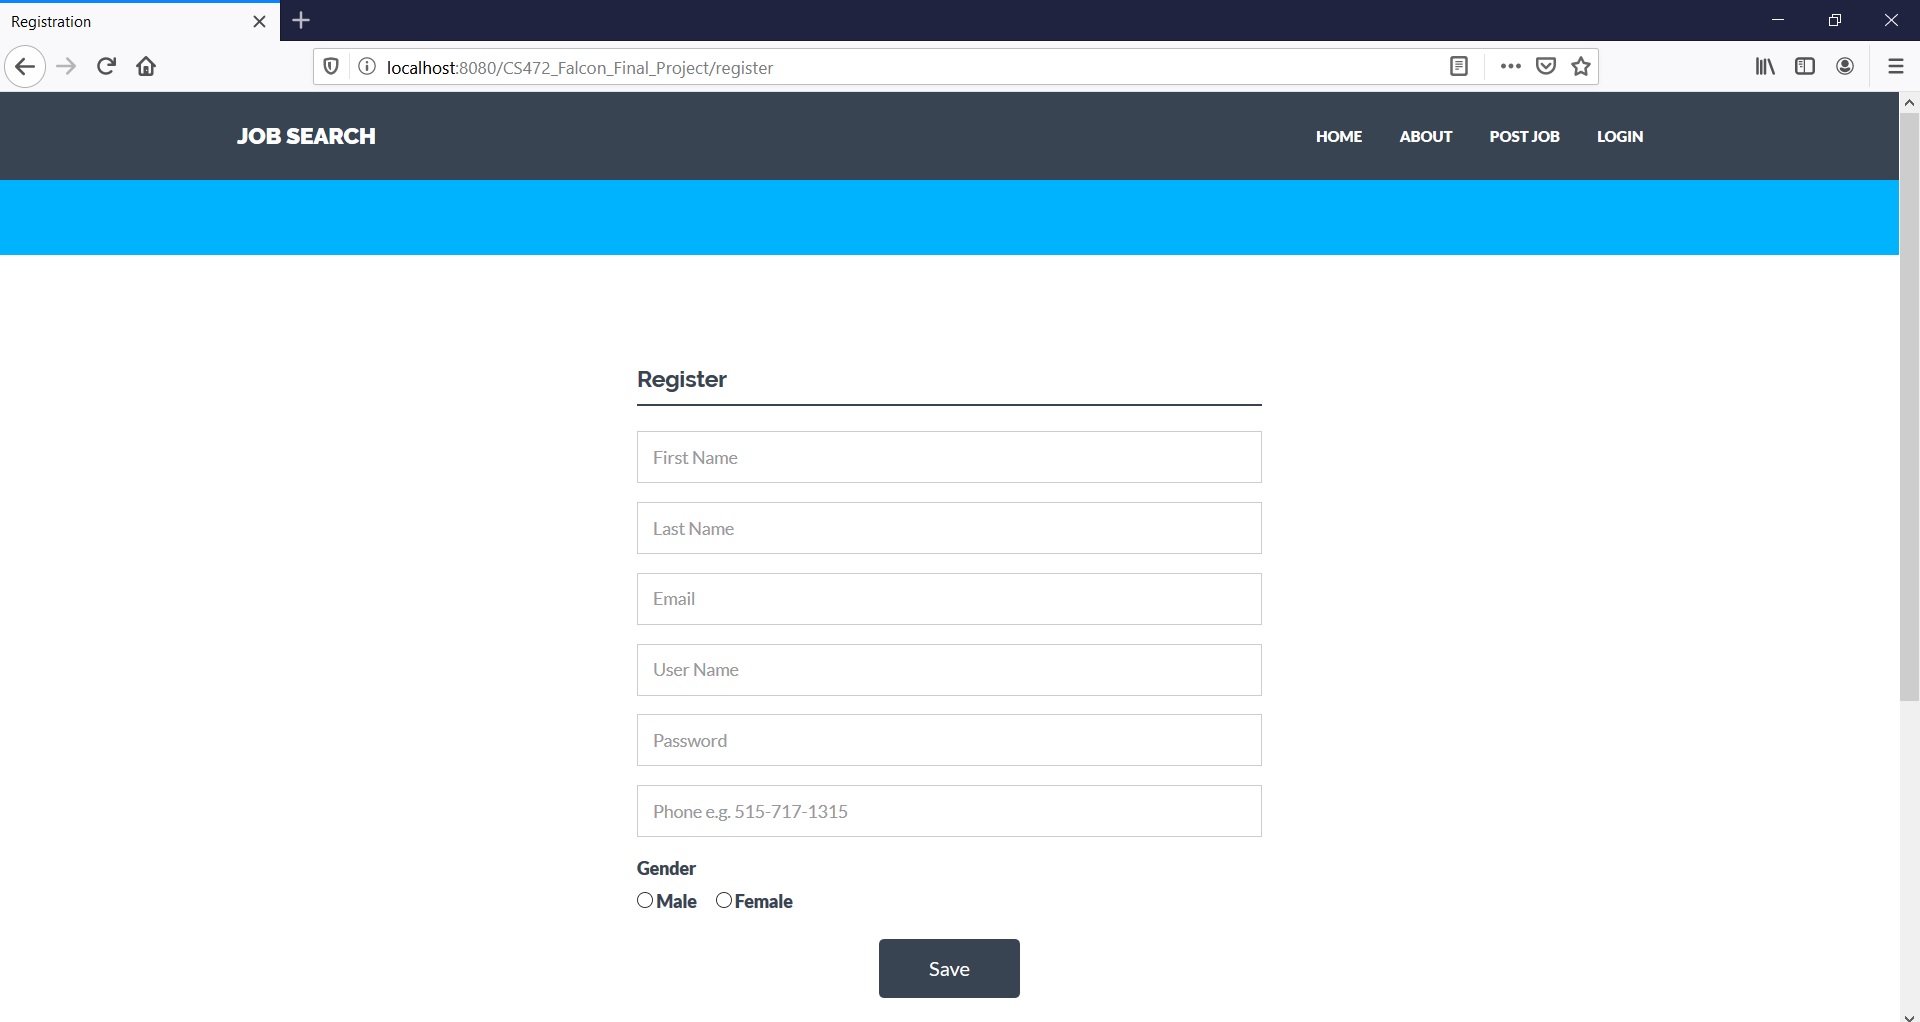 Registration
localhost:8080/CS472_Falcon_Final_Project/register
JOB SEARCH
HOME ABOUT POST JOB LOGIN
Register
First Name
Last Name
Email
User Name
Password
Phone e.g. 515-717-1315
Gender
Male Female
Save